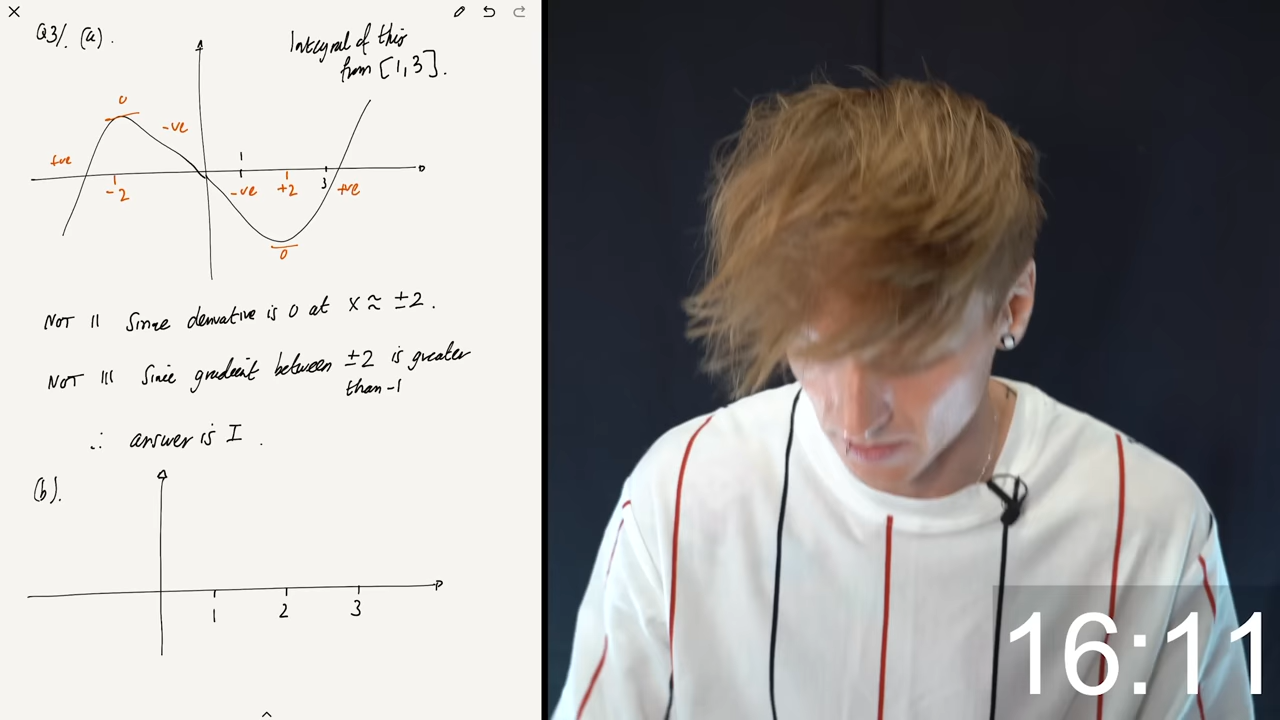 Q3/. (a).
Integral of this
from [1,3].
0
-ve
+ve
1
-2
-ve
+2
3
+ve
0
NOT II Since derivative is 0 at x ≈ ±2.
NOT III Since gradient between ±2 is greater
than -1
∴ answer is I.
(b).
1 2 3
16:11